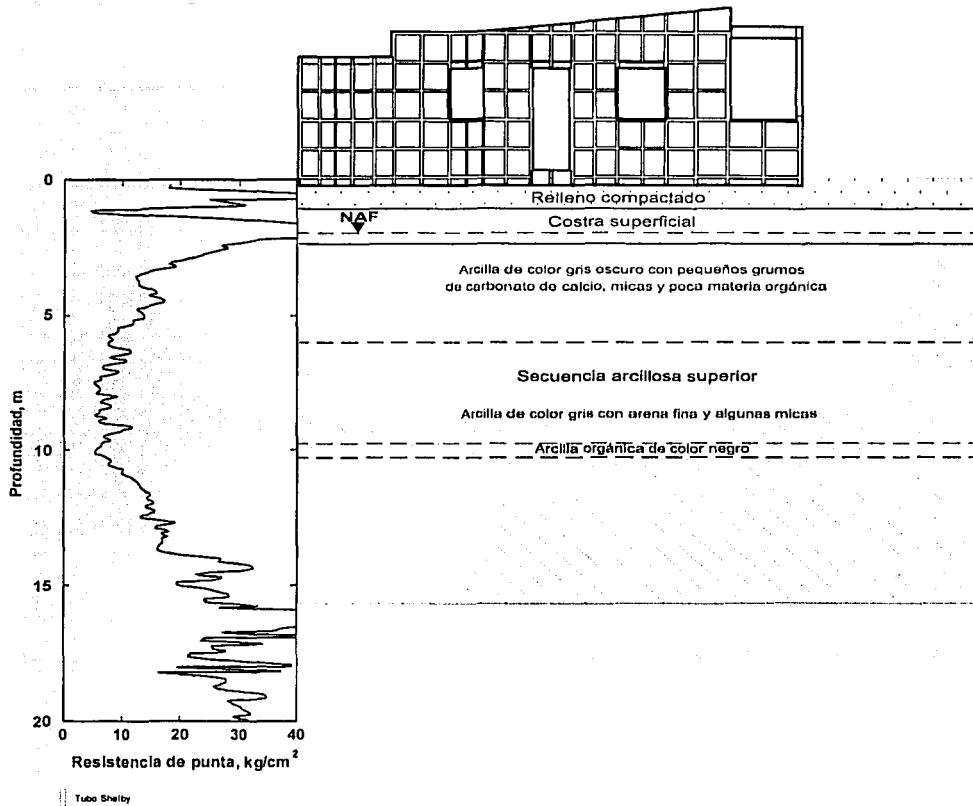 0
Relleno compactado
NAF
Costra superficial
Arcilla de color gris oscuro con pequeños grumos
de carbonato de calcio, micas y poca materia orgánica
5
Secuencia arcillosa superior
Arcilla de color gris con arena fina y algunas micas
Profundidad, m
10
Arcilla orgánica de color negro
15
20
0 10 20 30 40
Resistencia de punta, kg/cm²
Tubo Shelby